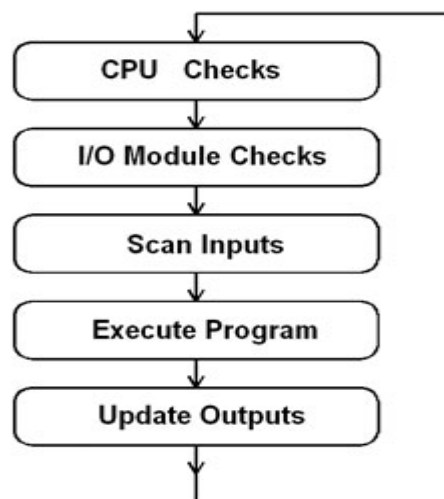 CPU Checks
I/O Module Checks
Scan Inputs
Execute Program
Update Outputs